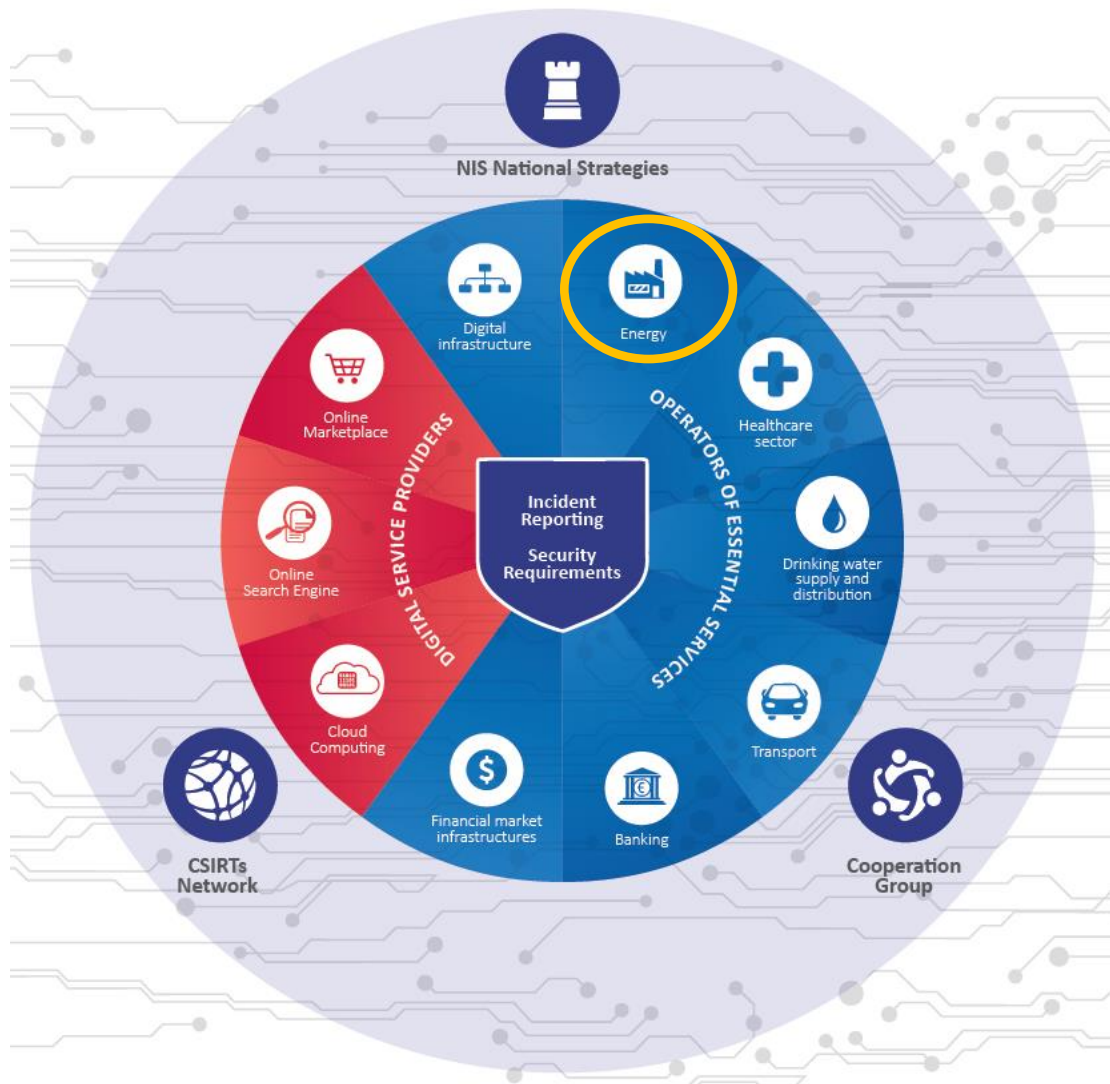 NIS National Strategies
Digital
infrastructure
Energy
Online
Marketplace
Healthcare
sector
DIGITAL SERVICE PROVIDERS
OPERATORS OF ESSENTIAL SERVICES
Incident
Reporting
Security
Requirements
Online
Search Engine
Drinking water
supply and
distribution
Cloud
Computing
Transport
$
Financial market
infrastructures
€
Banking
CSIRTs
Network
Cooperation
Group